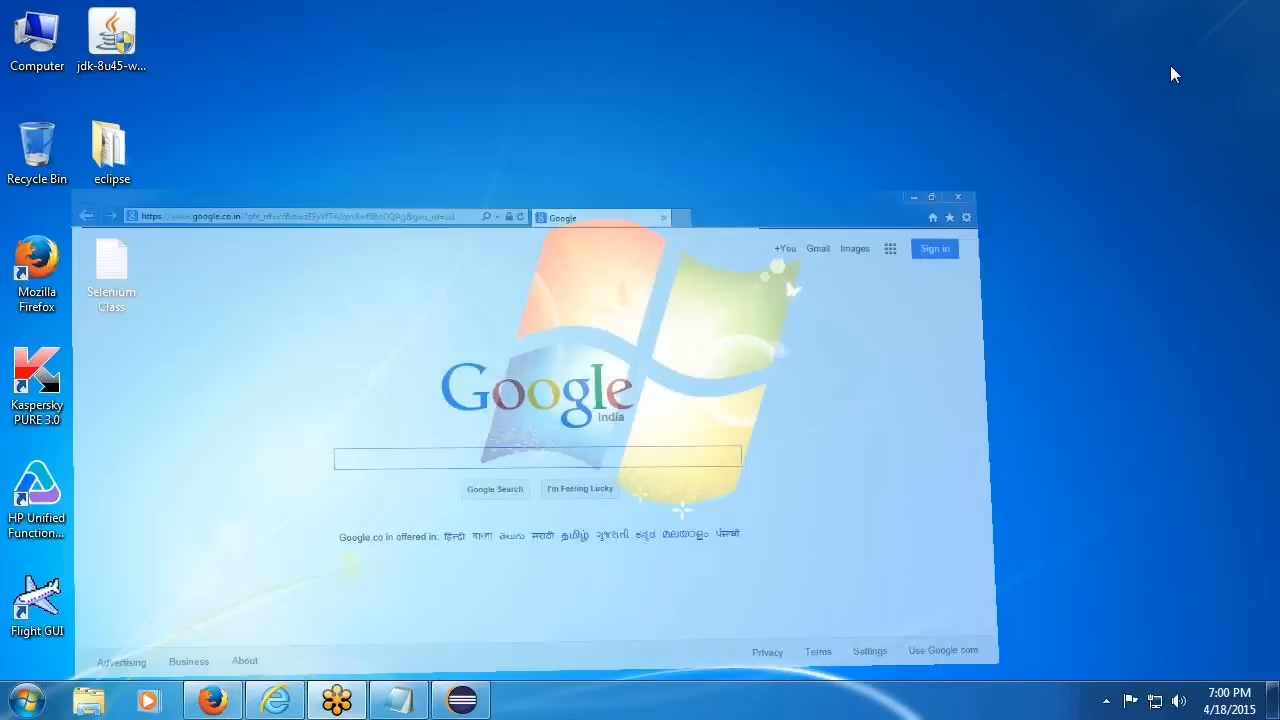 Computer
jdk-8u45-w...
Recycle Bin
eclipse
Mozilla
Firefox
Selenium
Class
Kaspersky
PURE 3.0
HP Unified
Function...
Flight GUI
Google
+You Gmail Images Sign in
Google
India
Google Search I'm Feeling Lucky
Google.co.in offered in: हिन्दी বাংলা తెలుగు मराठी தமிழ் ગુજરાતી ಕನ್ನಡ മലയാളം ਪੰਜਾਬੀ
Advertising Business About Privacy Terms Settings Use Google.com
7:00 PM
4/18/2015